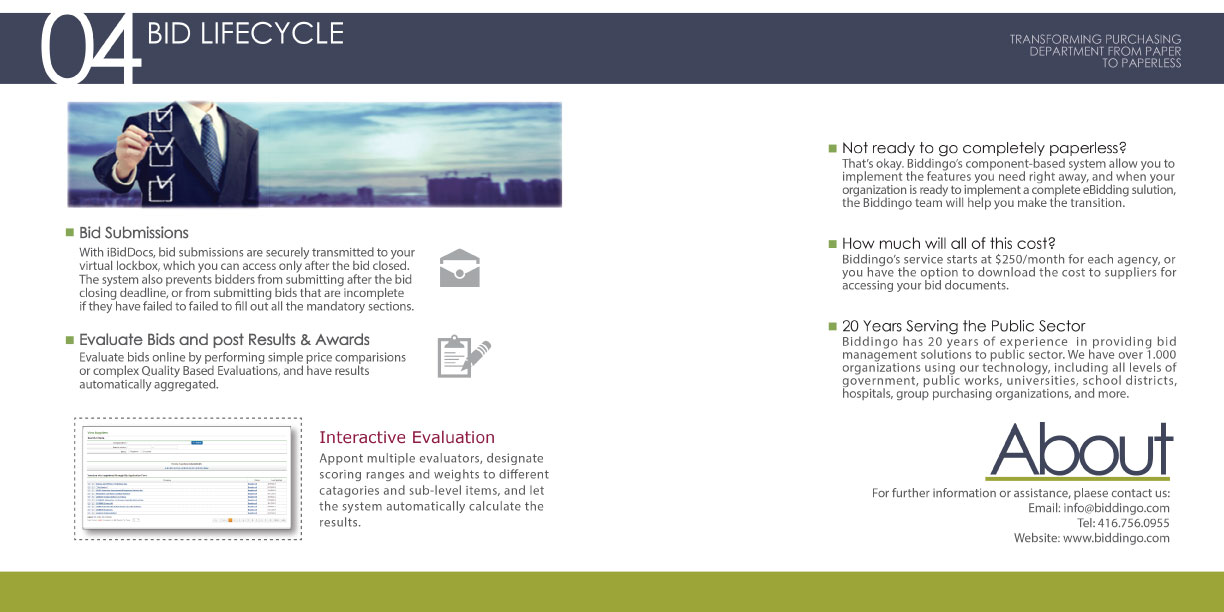 04 BID LIFECYCLE
TRANSFORMING PURCHASING
DEPARTMENT FROM PAPER
TO PAPERLESS
Bid Submissions
With iBidDocs, bid submissions are securely transmitted to your
virtual lockbox, which you can access only after the bid closed.
The system also prevents bidders from submitting after the bid
closing deadline, or from submitting bids that are incomplete
if they have failed to failed to fill out all the mandatory sections.
Evaluate Bids and post Results & Awards
Evaluate bids online by performing simple price comparisions
or complex Quality Based Evaluations, and have results
automatically aggregated.
Interactive Evaluation
Appont multiple evaluators, designate
scoring ranges and weights to different
catagories and sub-level items, and let
the system automatically calculate the
results.
Not ready to go completely paperless?
That's okay. Biddingo's component-based system allow you to
implement the features you need right away, and when your
organization is ready to implement a complete eBidding sulution,
the Biddingo team will help you make the transition.
How much will all of this cost?
Biddingo's service starts at $250/month for each agency, or
you have the option to download the cost to suppliers for
accessing your bid documents.
20 Years Serving the Public Sector
Biddingo has 20 years of experience in providing bid
management solutions to public sector. We have over 1.000
organizations using our technology, including all levels of
government, public works, universities, school districts,
hospitals, group purchasing organizations, and more.
About
For further information or assistance, plaese contact us:
Email: info@biddingo.com
Tel: 416.756.0955
Website: www.biddingo.com